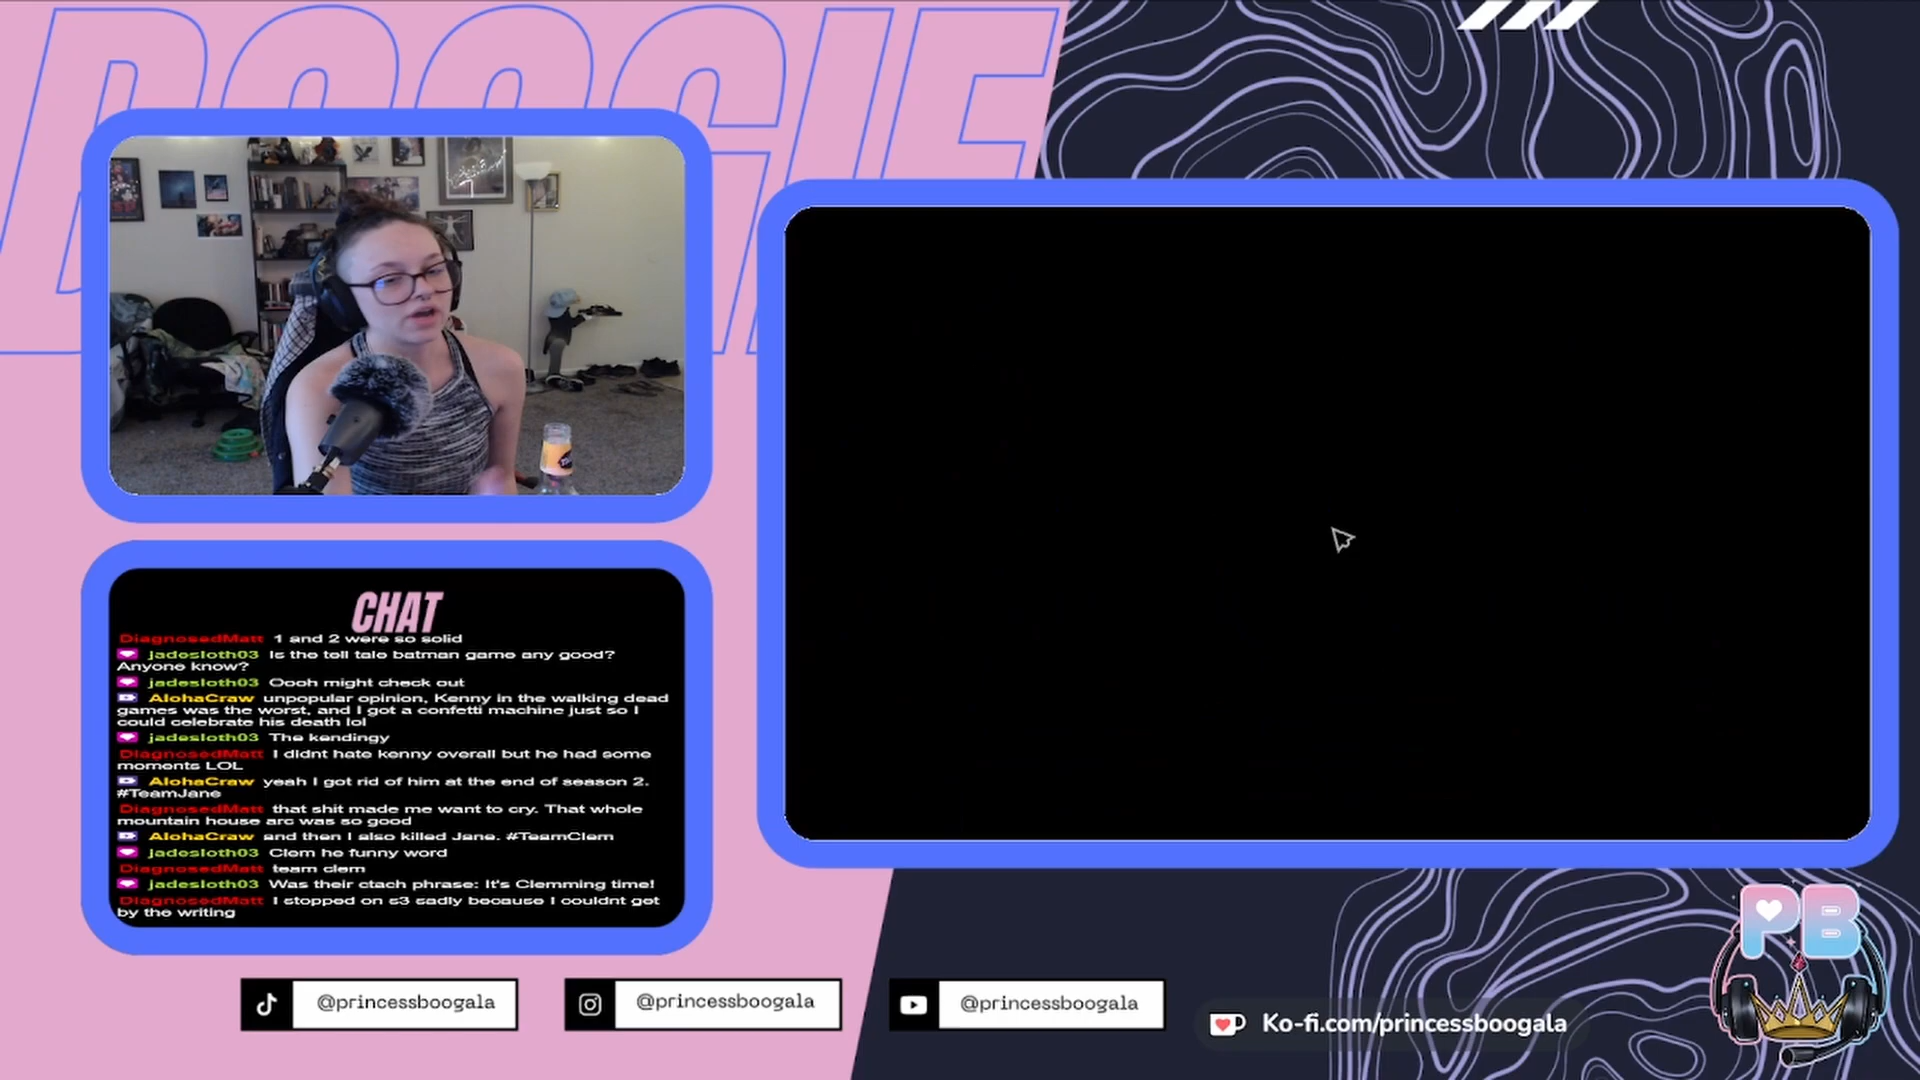 BOOGIE
CHAT
DiagnosedMatt 1 and 2 were so solid
jadesloth03 Is the tell tale batman game any good?
Anyone know?
jadesloth03 Oooh might check out
AlohaCraw unpopular opinion, Kenny in the walking dead
games was the worst, and I got a confetti machine just so I
could celebrate his death lol
jadesloth03 The kendingy
DiagnosedMatt I didnt hate kenny overall but he had some
moments LOL
AlohaCraw yeah I got rid of him at the end of season 2.
#TeamJane
DiagnosedMatt that shit made me want to cry. That whole
mountain house arc was so good
AlohaCraw and then I also killed Jane. #TeamClem
jadesloth03 Clem he funny word
DiagnosedMatt team clem
jadesloth03 Was their ctach phrase: It's Clemming time!
DiagnosedMatt I stopped on s3 sadly because I couldnt get
by the writing
@princessboogala
@princessboogala
@princessboogala
Ko-fi.com/princessboogala
PB